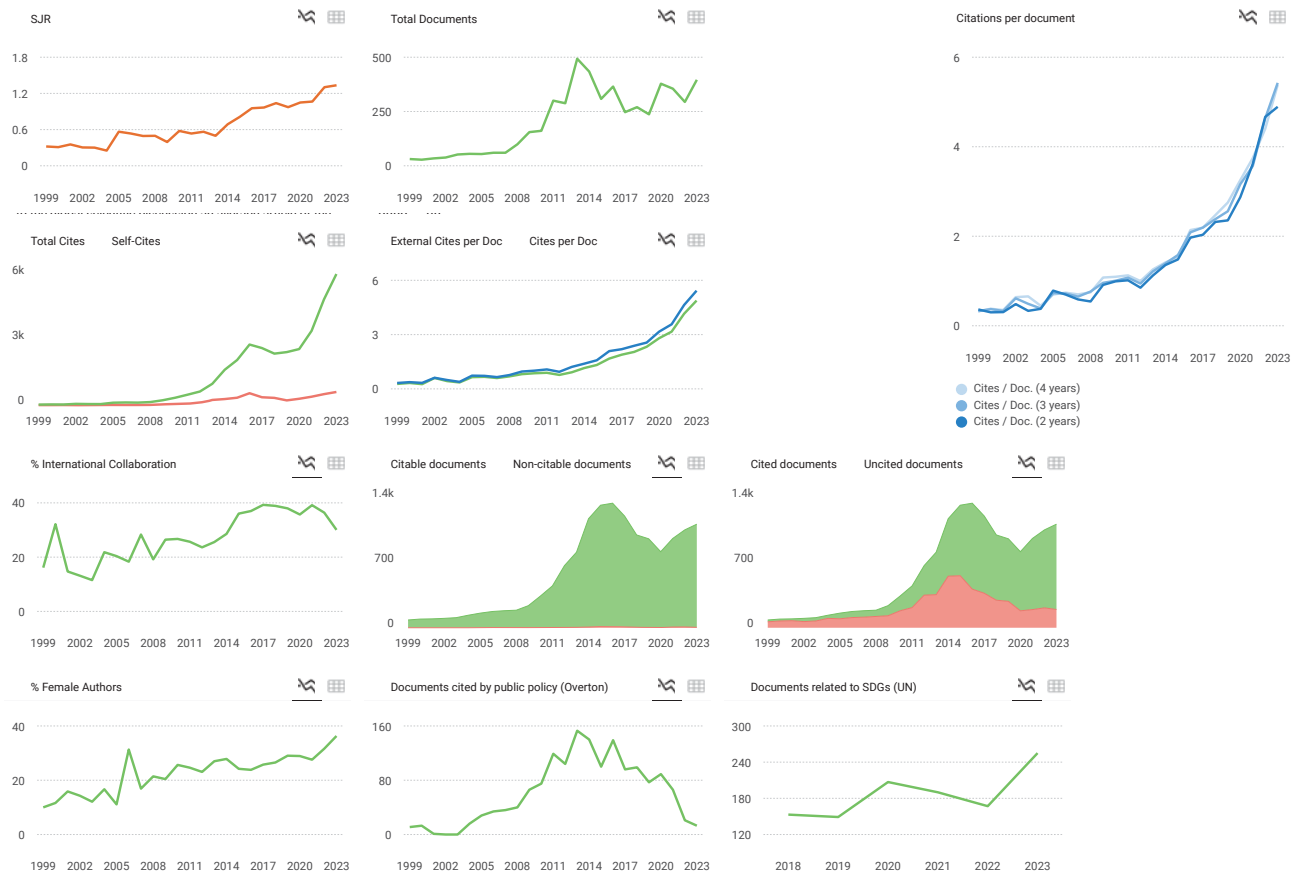 SJR
1.8
1.2
0.6
0
1999 2002 2005 2008 2011 2014 2017 2020 2023
Total Documents
500
250
0
1999 2002 2005 2008 2011 2014 2017 2020 2023
Citations per document
6
4
2
0
1999 2002 2005 2008 2011 2014 2017 2020 2023
Cites / Doc. (4 years)
Cites / Doc. (3 years)
Cites / Doc. (2 years)
Total Cites Self-Cites
6k
3k
0
1999 2002 2005 2008 2011 2014 2017 2020 2023
External Cites per Doc Cites per Doc
6
3
0
1999 2002 2005 2008 2011 2014 2017 2020 2023
% International Collaboration
40
20
0
1999 2002 2005 2008 2011 2014 2017 2020 2023
Citable documents Non-citable documents
1.4k
700
0
1999 2002 2005 2008 2011 2014 2017 2020 2023
Cited documents Uncited documents
1.4k
700
0
1999 2002 2005 2008 2011 2014 2017 2020 2023
% Female Authors
40
20
0
1999 2002 2005 2008 2011 2014 2017 2020 2023
Documents cited by public policy (Overton)
160
80
0
1999 2002 2005 2008 2011 2014 2017 2020 2023
Documents related to SDGs (UN)
300
240
180
120
2018 2019 2020 2021 2022 2023